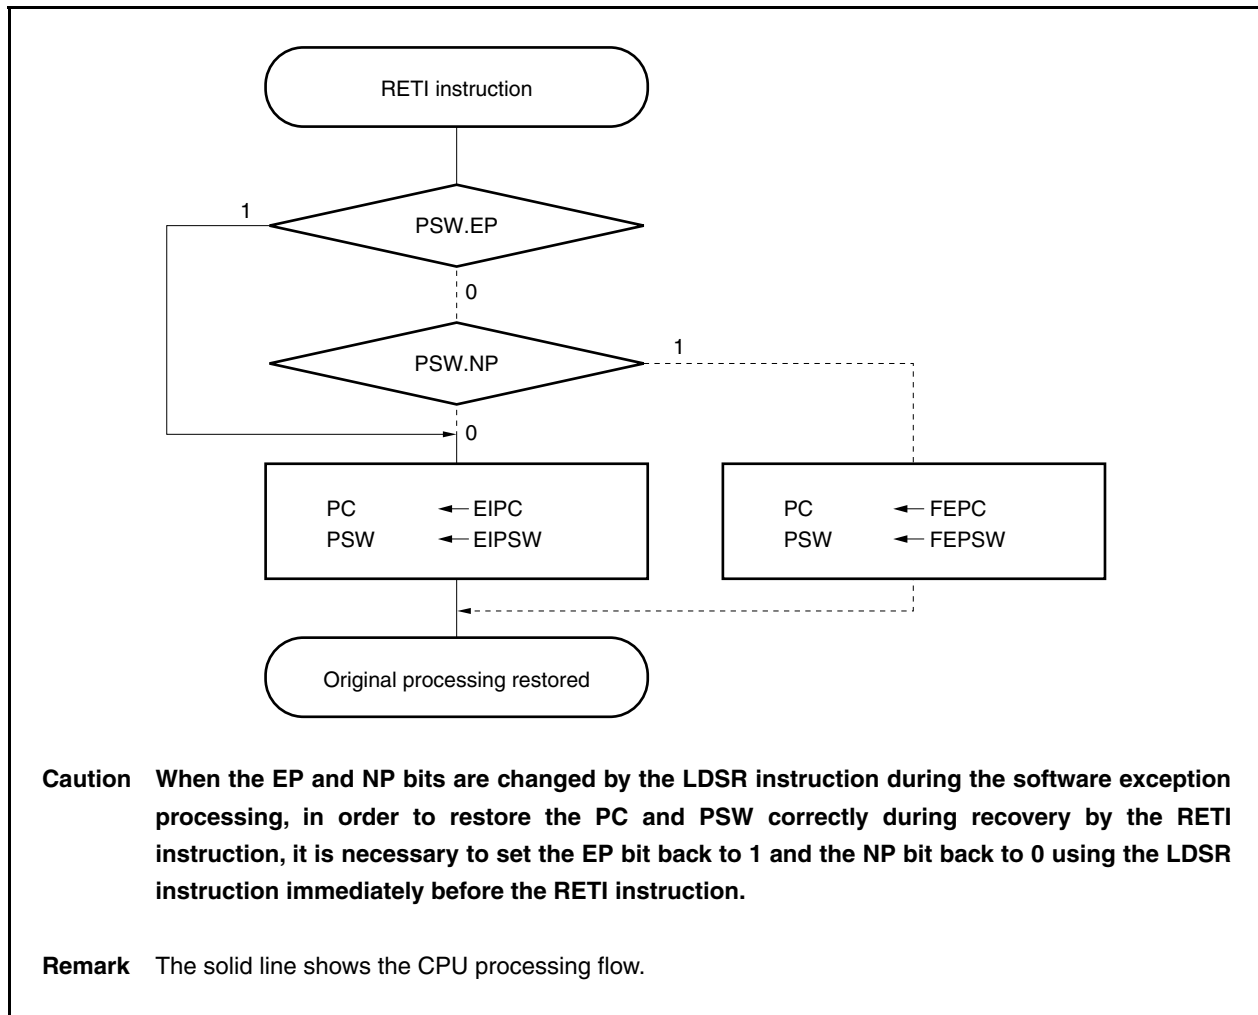 RETI instruction
1
PSW.EP
0
1
PSW.NP
0
PC ← EIPC
PSW ← EIPSW
PC ← FEPC
PSW ← FEPSW
Original processing restored
Caution When the EP and NP bits are changed by the LDSR instruction during the software exception
processing, in order to restore the PC and PSW correctly during recovery by the RETI
instruction, it is necessary to set the EP bit back to 1 and the NP bit back to 0 using the LDSR
instruction immediately before the RETI instruction.
Remark The solid line shows the CPU processing flow.